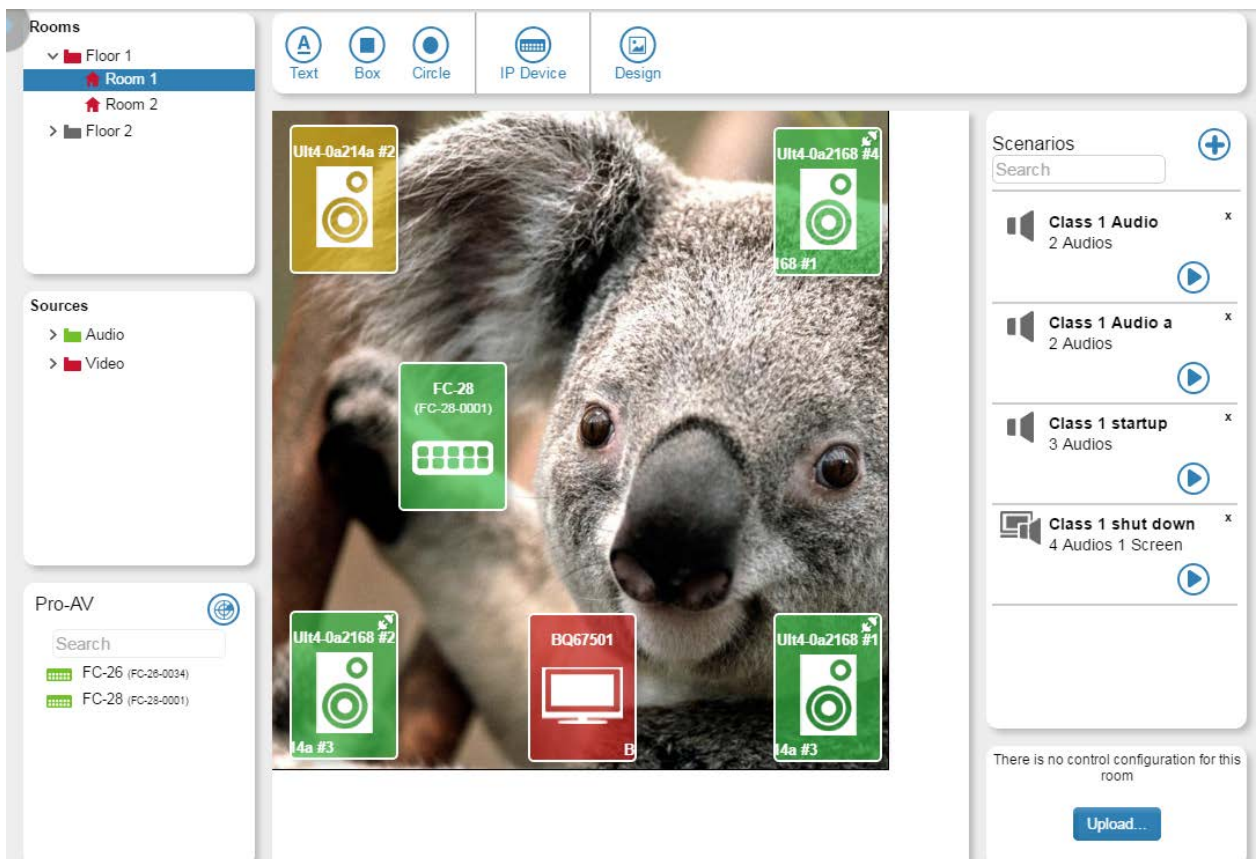 Rooms
Floor 1
Room 1
Room 2
Floor 2
Sources
Audio
Video
Pro-AV
Search
FC-26 (FC-26-0034)
FC-28 (FC-28-0001)
Text
Box
Circle
IP Device
Design
Ult4-0a214a #2
Ult4-0a2168 #4
168 #1
FC-28
(FC-28-0001)
Ult4-0a2168 #2
14a #3
BQ67501
B
Ult4-0a2168 #1
14a #3
Scenarios
Search
Class 1 Audio
x
2 Audios
Class 1 Audio a
x
2 Audios
Class 1 startup
x
3 Audios
Class 1 shut down
x
4 Audios 1 Screen
There is no control configuration for this
room
Upload...